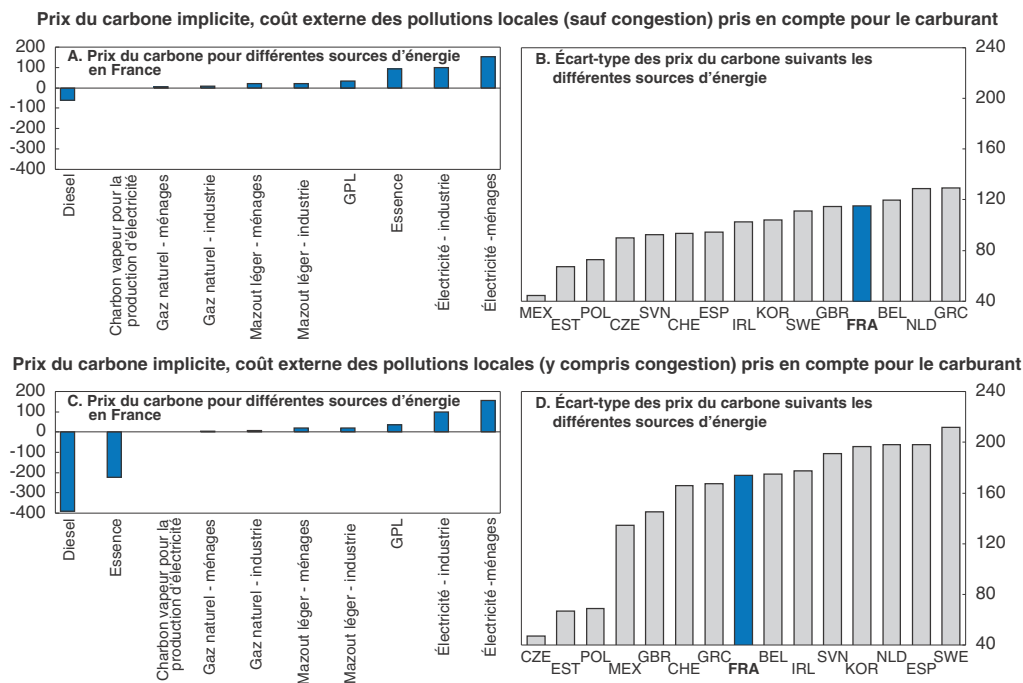 Prix du carbone implicite, coût externe des pollutions locales (sauf congestion) pris en compte pour le carburant
A. Prix du carbone pour différentes sources d'énergie
en France
200
100
0
-100
-200
-300
-400
Diesel
Charbon vapeur pour la
production d'électricité
Gaz naturel - ménages
Gaz naturel - industrie
Mazout léger - ménages
Mazout léger - industrie
GPL
Essence
Électricité - industrie
Électricité -ménages
B. Écart-type des prix du carbone suivants les
différentes sources d'énergie
240
200
160
120
80
40
MEX
EST
POL
CZE
SVN
CHE
ESP
IRL
KOR
SWE
GBR
FRA
BEL
NLD
GRC
Prix du carbone implicite, coût externe des pollutions locales (y compris congestion) pris en compte pour le carburant
C. Prix du carbone pour différentes sources d'énergie
en France
200
100
0
-100
-200
-300
-400
Diesel
Essence
Charbon vapeur pour la
production d'électricité
Gaz naturel - ménages
Gaz naturel - industrie
Mazout léger - ménages
Mazout léger - industrie
GPL
Électricité - industrie
Électricité -ménages
D. Écart-type des prix du carbone suivants les
différentes sources d'énergie
240
200
160
120
80
40
CZE
EST
POL
MEX
GBR
CHE
GRC
FRA
BEL
IRL
SVN
KOR
NLD
ESP
SWE